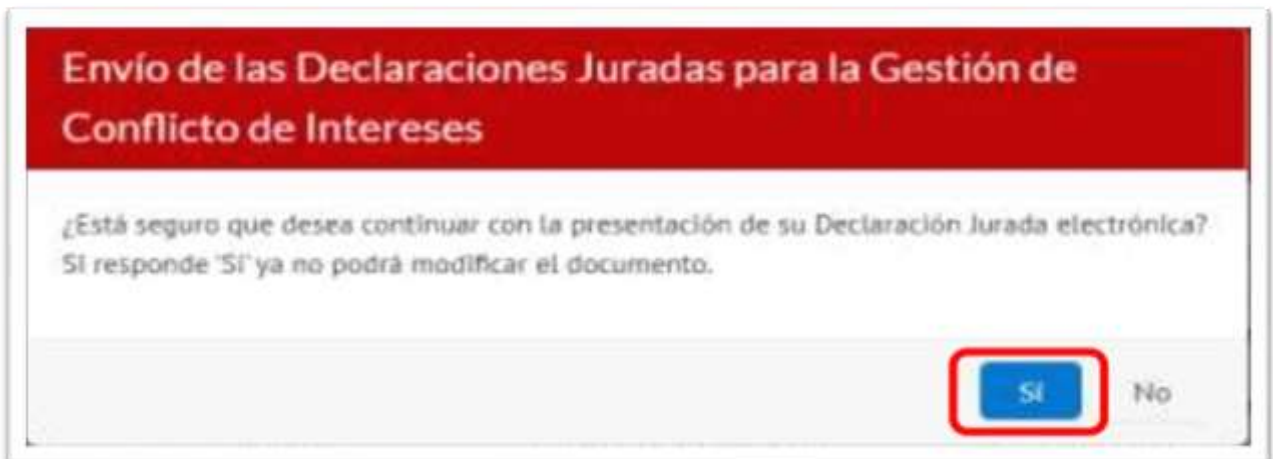 Envío de las Declaraciones Juradas para la Gestión de
Conflicto de Intereses
¿Está seguro que desea continuar con la presentación de su Declaración Jurada electrónica?
Si responde 'Sí' ya no podrá modificar el documento.
Sí No